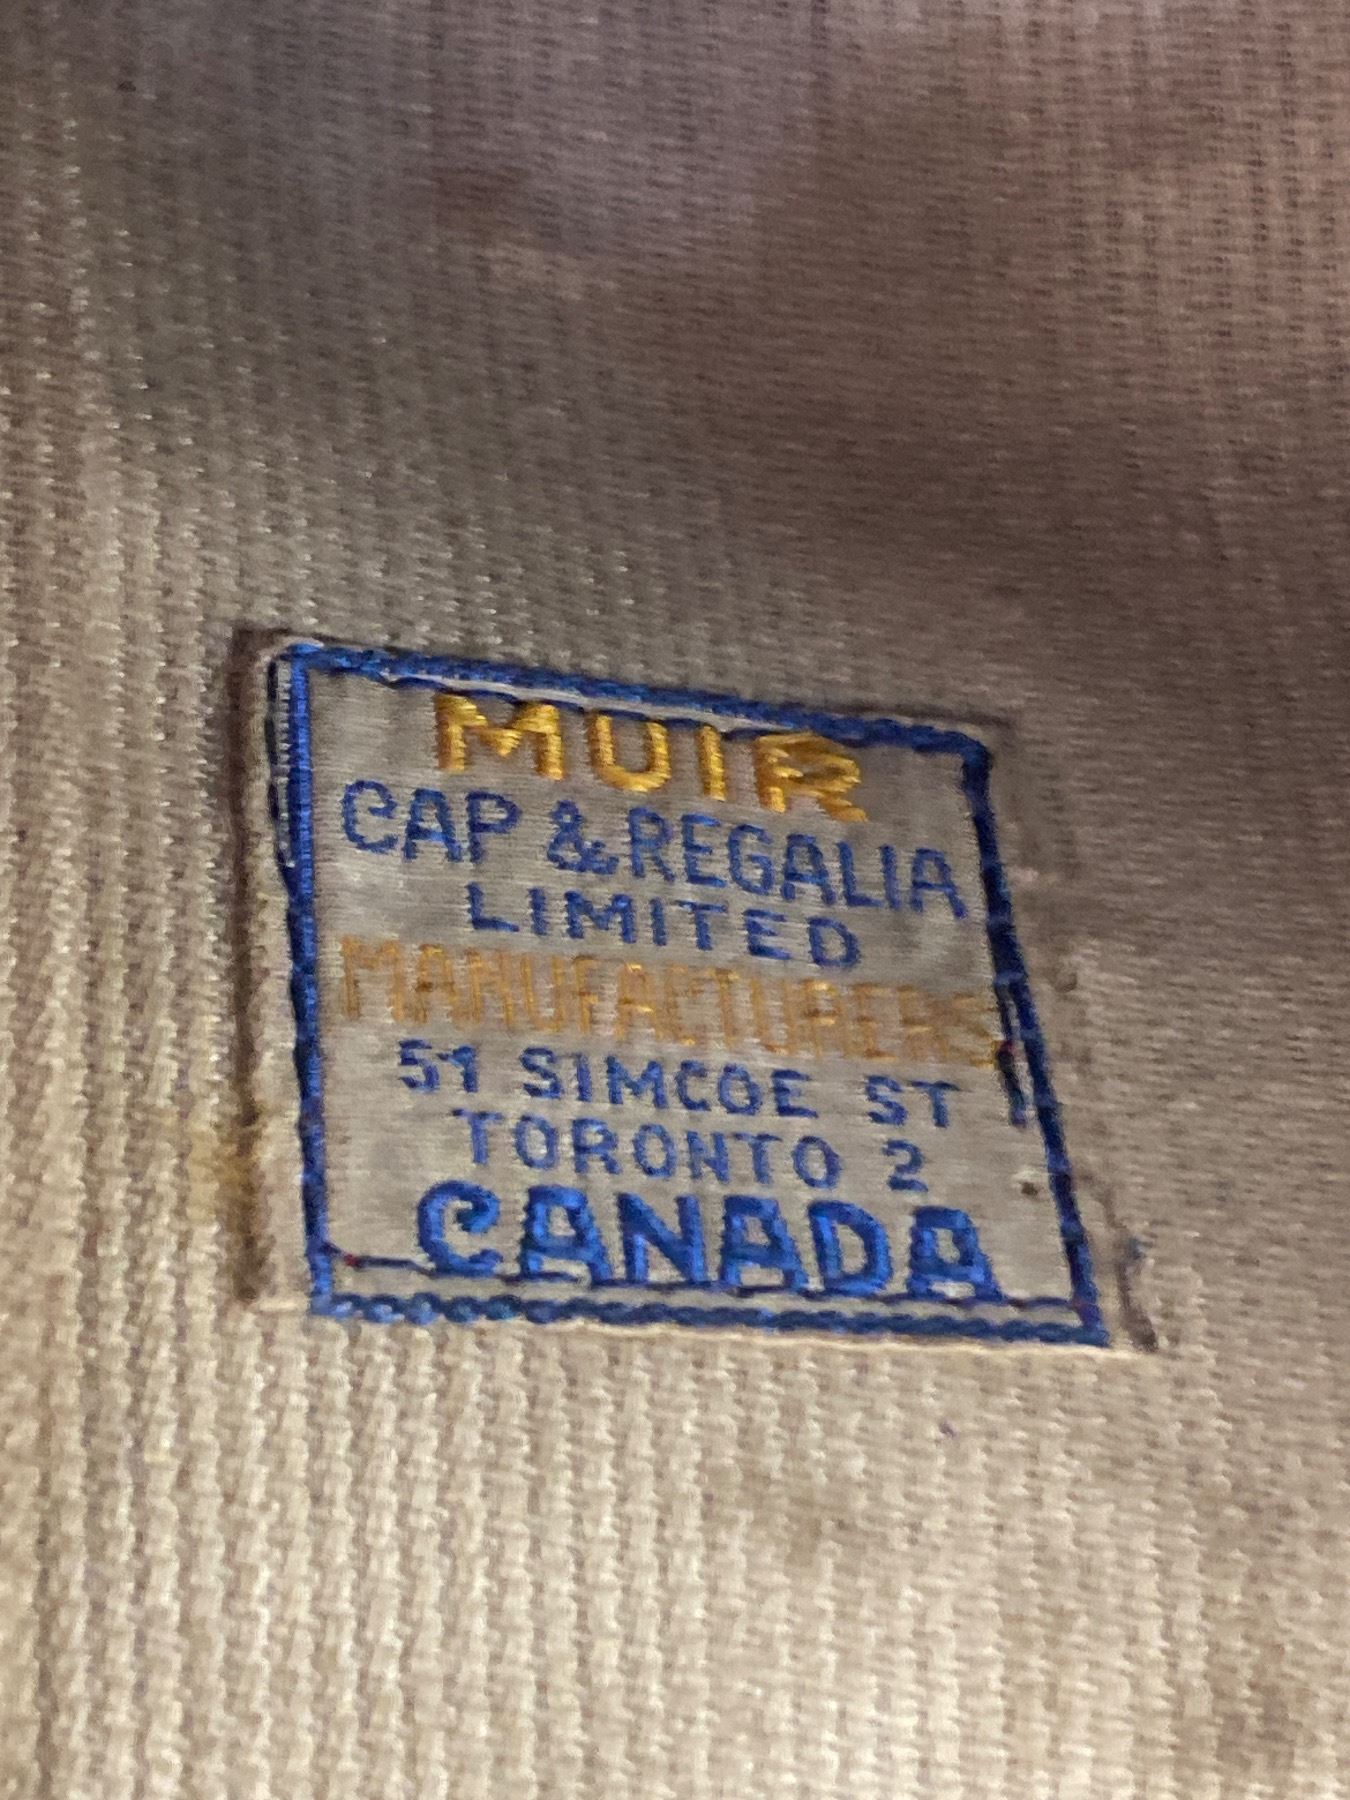 MUIR
CAP & REGALIA
LIMITED
MANUFACTURERS
51 SIMCOE ST
TORONTO 2
CANADA